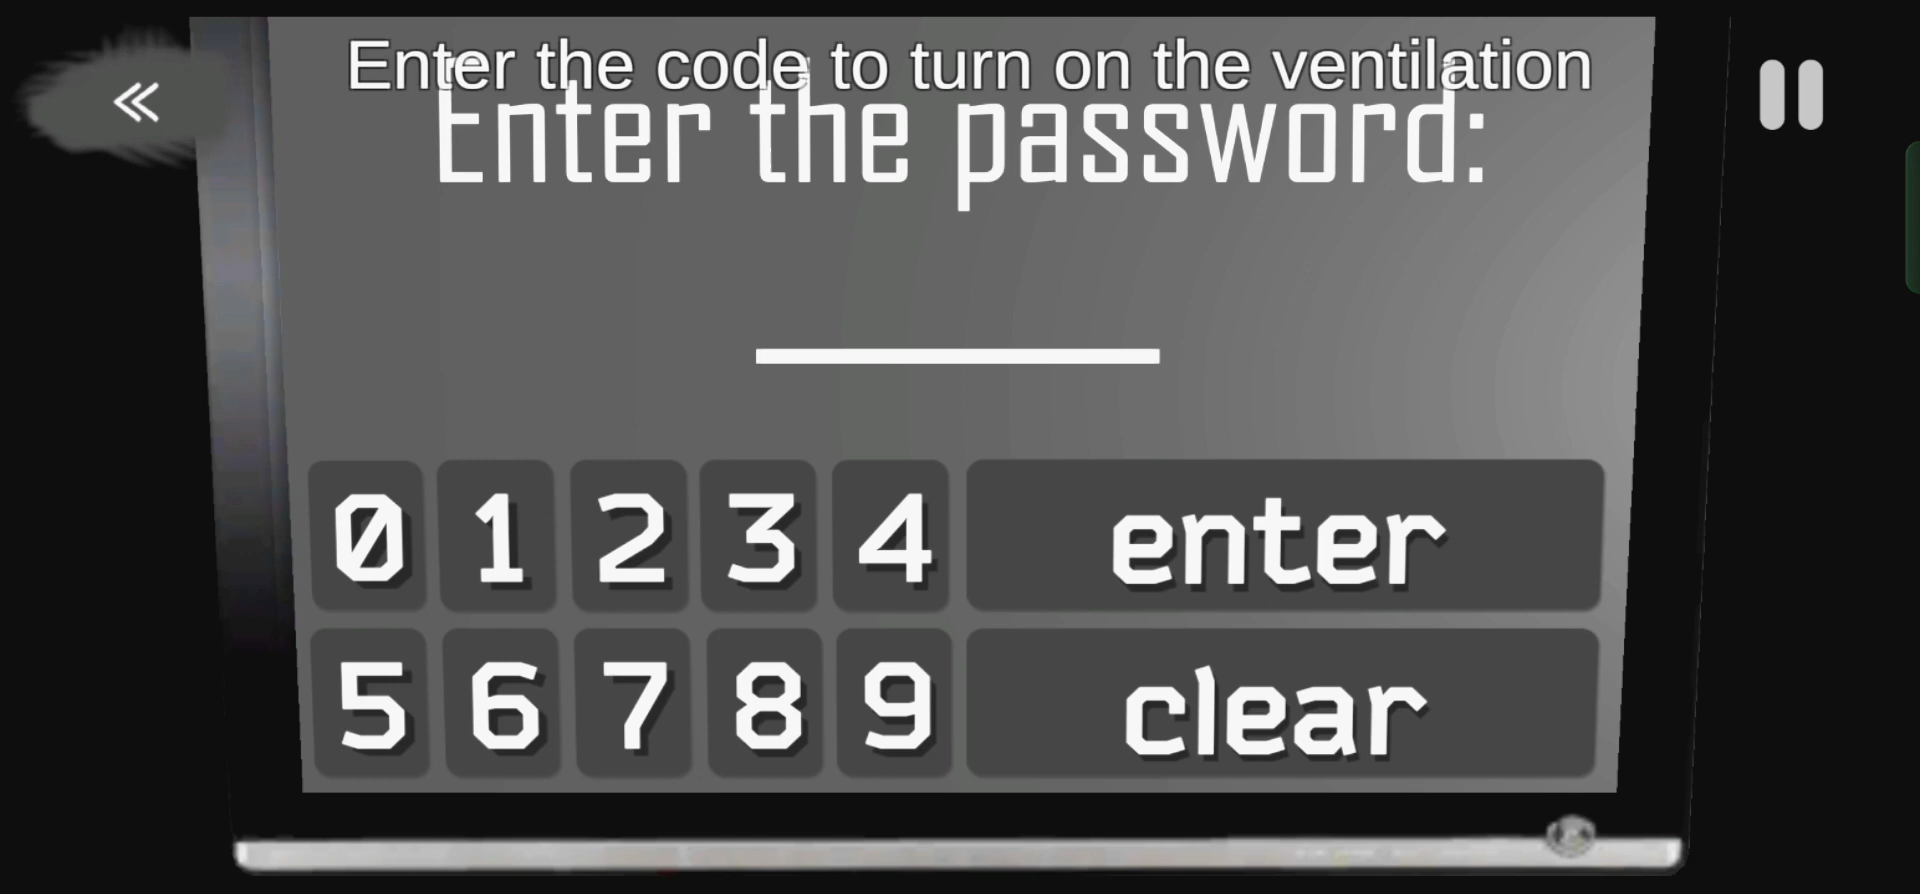 Enter the code to turn on the ventilation
Enter the password:
0 1 2 3 4 enter
5 6 7 8 9 clear